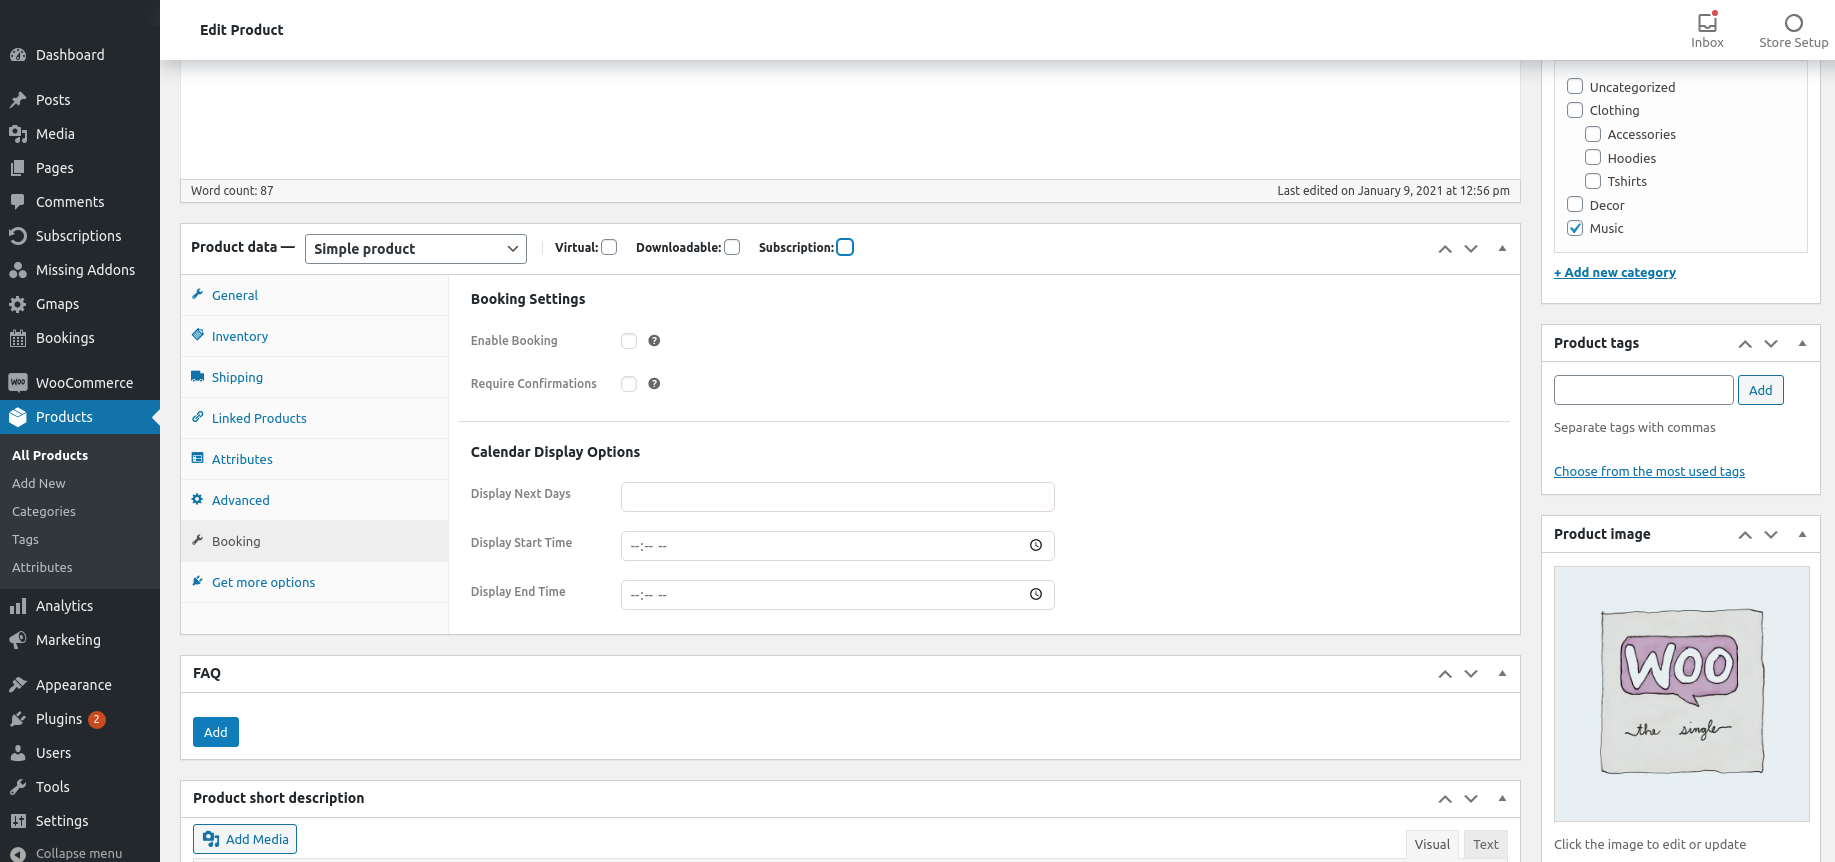 Edit Product
Inbox
Store Setup
Dashboard
Posts
Media
Pages
Comments
Subscriptions
Missing Addons
Gmaps
Bookings
WooCommerce
Products
All Products
Add New
Categories
Tags
Attributes
Analytics
Marketing
Appearance
Plugins 2
Users
Tools
Settings
Collapse menu
Word count: 87
Last edited on January 9, 2021 at 12:56 pm
Product data — Simple product Virtual: Downloadable: Subscription:
General
Inventory
Shipping
Linked Products
Attributes
Advanced
Booking
Get more options
Booking Settings
Enable Booking
Require Confirmations
Calendar Display Options
Display Next Days
Display Start Time --:-- --
Display End Time --:-- --
FAQ
Add
Product short description
Add Media
Visual Text
Uncategorized
Clothing
Accessories
Hoodies
Tshirts
Decor
Music
+ Add new category
Product tags
Add
Separate tags with commas
Choose from the most used tags
Product image
WOO
the single
Click the image to edit or update